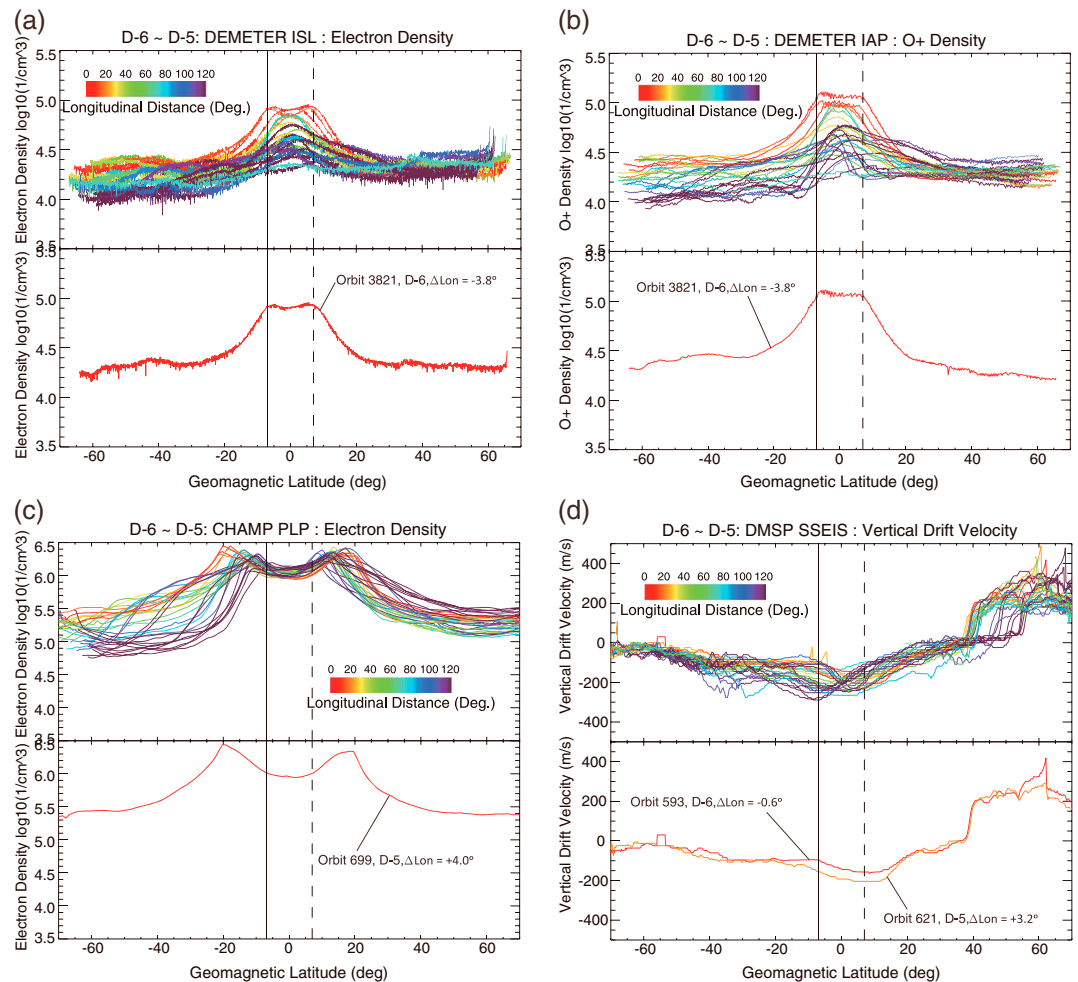 (a)
D-6 ~ D-5: DEMETER ISL : Electron Density
Electron Density log10(1/cm^3)
5.5
5.0
4.5
4.0
3.5
0 20 40 60 80 100 120
Longitudinal Distance (Deg.)
Electron Density log10(1/cm^3)
5.0
4.5
4.0
3.5
Orbit 3821, D-6,ΔLon = -3.8°
-60 -40 -20 0 20 40 60
Geomagnetic Latitude (deg)
(b)
D-6 ~ D-5 : DEMETER IAP : O+ Density
O+ Density log10(1/cm^3)
5.5
5.0
4.5
4.0
3.5
0 20 40 60 80 100 120
Longitudinal Distance (Deg.)
O+ Density log10(1/cm^3)
5.0
4.5
4.0
3.5
Orbit 3821, D-6,ΔLon = -3.8°
-60 -40 -20 0 20 40 60
Geomagnetic Latitude (deg)
(c)
D-6 ~ D-5: CHAMP PLP : Electron Density
Electron Density log10(1/cm^3)
6.5
6.0
5.5
5.0
4.5
0 20 40 60 80 100 120
Longitudinal Distance (Deg.)
Electron Density log10(1/cm^3)
6.5
6.0
5.5
5.0
4.5
Orbit 699, D-5,ΔLon = +4.0°
-60 -40 -20 0 20 40 60
Geomagnetic Latitude (deg)
(d)
D-6 ~ D-5: DMSP SSEIS : Vertical Drift Velocity
Vertical Drift Velocity (m/s)
400
200
0
-200
-400
0 20 40 60 80 100 120
Longitudinal Distance (Deg.)
Vertical Drift Velocity (m/s)
400
200
0
-200
-400
Orbit 593, D-6,ΔLon = -0.6°
Orbit 621, D-5,ΔLon = +3.2°
-60 -40 -20 0 20 40 60
Geomagnetic Latitude (deg)